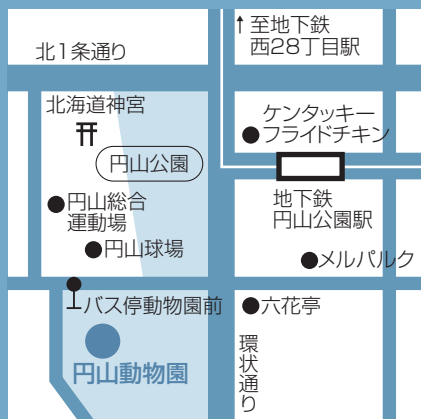 ↑至地下鉄
西28丁目駅
北1条通り
北海道神宮
ケンタッキー
フライドチキン
円山公園
円山総合
運動場
地下鉄
円山公園駅
円山球場
メルパルク
バス停動物園前
六花亭
環状通り
円山動物園